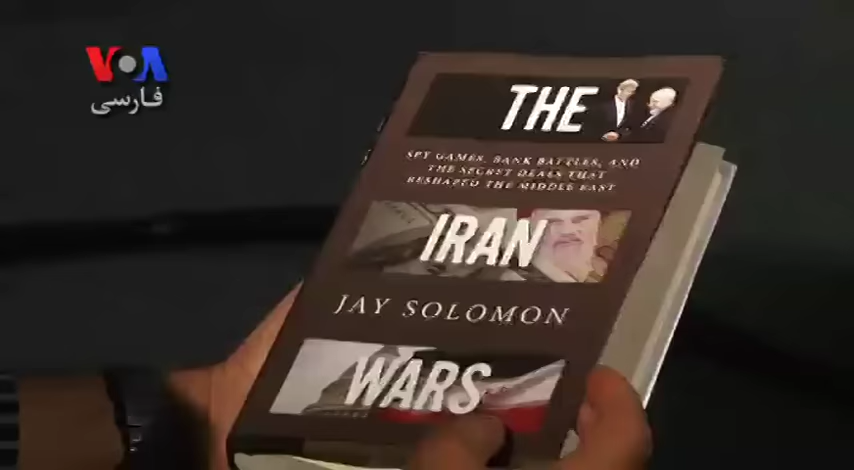 VOA
فارسی
THE
SPY GAMES, BANK BATTLES, AND
THE SECRET DEALS THAT
RESHAPED THE MIDDLE EAST
IRAN
JAY SOLOMON
WARS